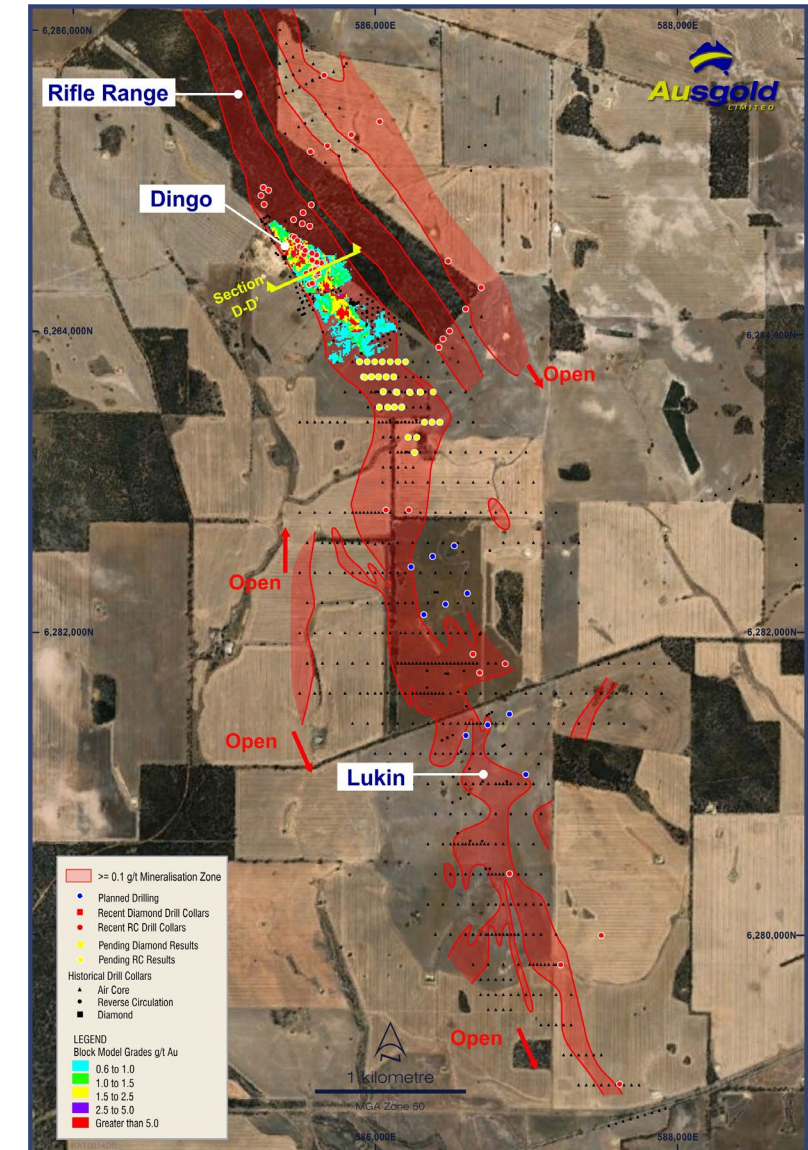 586,000E
588,000E
6,286,000N
Ausgold
LIMITED
Rifle Range
Dingo
Section
D-D'
6,284,000N
6,284,000N
Open
Open
6,282,000N
6,282,000N
Open
Lukin
>= 0.1 g/t Mineralisation Zone
Planned Drilling
Recent Diamond Drill Collars
Recent RC Drill Collars
Pending Diamond Results
Pending RC Results
Historical Drill Collars
Air Core
Reverse Circulation
Diamond
LEGEND
Block Model Grades g/t Au
0.6 to 1.0
1.0 to 1.5
1.5 to 2.5
2.5 to 5.0
Greater than 5.0
6,280,000N
Open
1 kilometre
MGA Zone 50
586,000E
588,000E